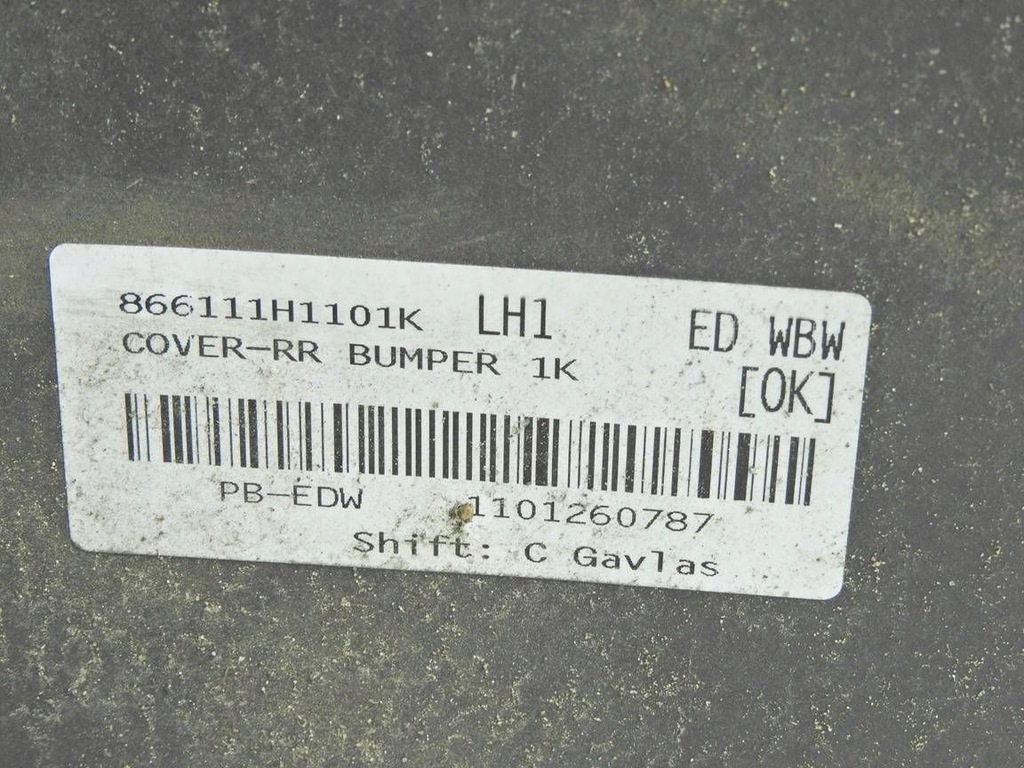 866111H1101K LH1 ED WBW
COVER-RR BUMPER 1K [OK]
PB-EDW 1101260787
Shift: C Gavlas